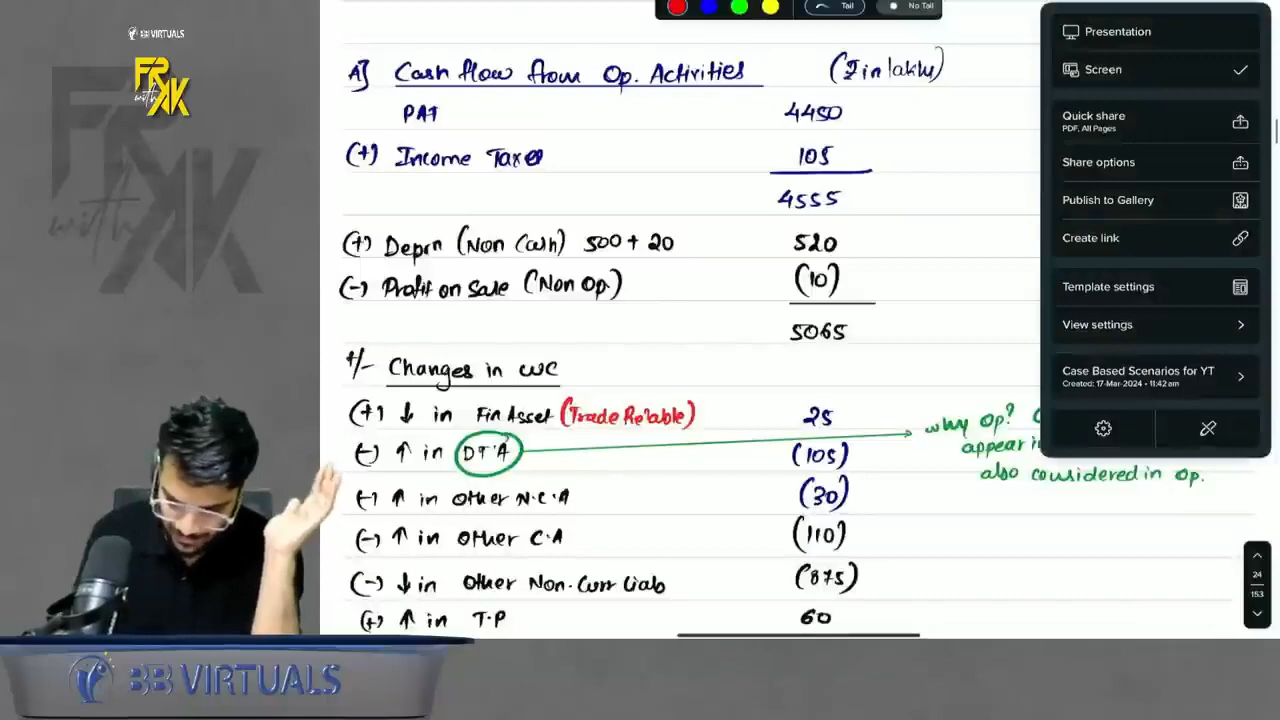 BB VIRTUALS
FR
with
AK
Tail
No Tail
A] Cash flow from Op. Activities (₹ in lakhs)
PAT 4450
(+) Income Taxe 105
4555
(+) Deprn (Non Cash) 500 + 20 520
(-) Profit on Sale (Non Op.) (10)
5065
+/- Changes in WC
(+) ↓ in Fin Asset (Trade Re'able) 25
(-) ↑ in DTA (105)
(-) ↑ in Other N.C.A (30)
(-) ↑ in Other C.A (110)
(-) ↓ in Other Non-Curr Liab (875)
(+) ↑ in T.P 60
why Op?
appear in
also considered in Op.
Presentation
Screen
Quick share
PDF, All Pages
Share options
Publish to Gallery
Create link
Template settings
View settings
Case Based Scenarios for YT
Created: 17-Mar-2024 • 11:42 am
24
153
BB VIRTUALS